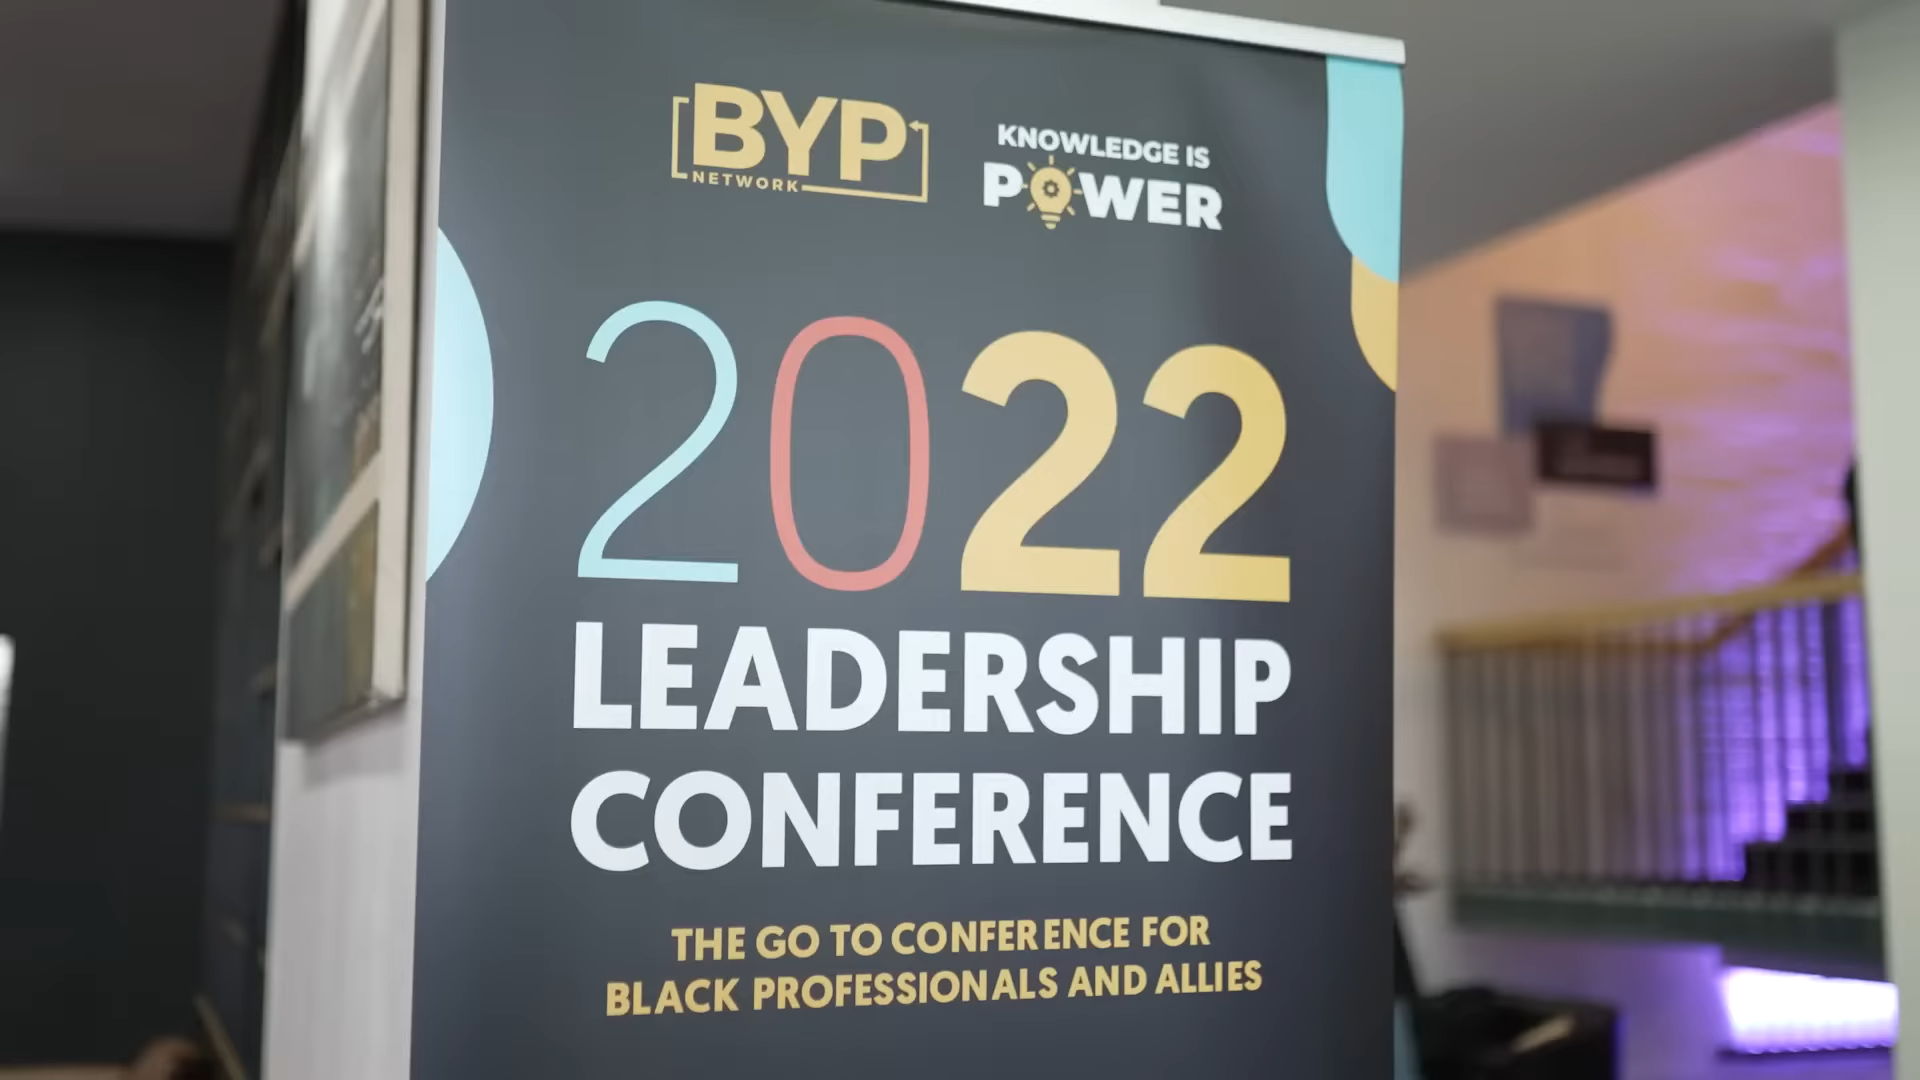 BYP
NETWORK
KNOWLEDGE IS
POWER
2022
LEADERSHIP
CONFERENCE
THE GO TO CONFERENCE FOR
BLACK PROFESSIONALS AND ALLIES